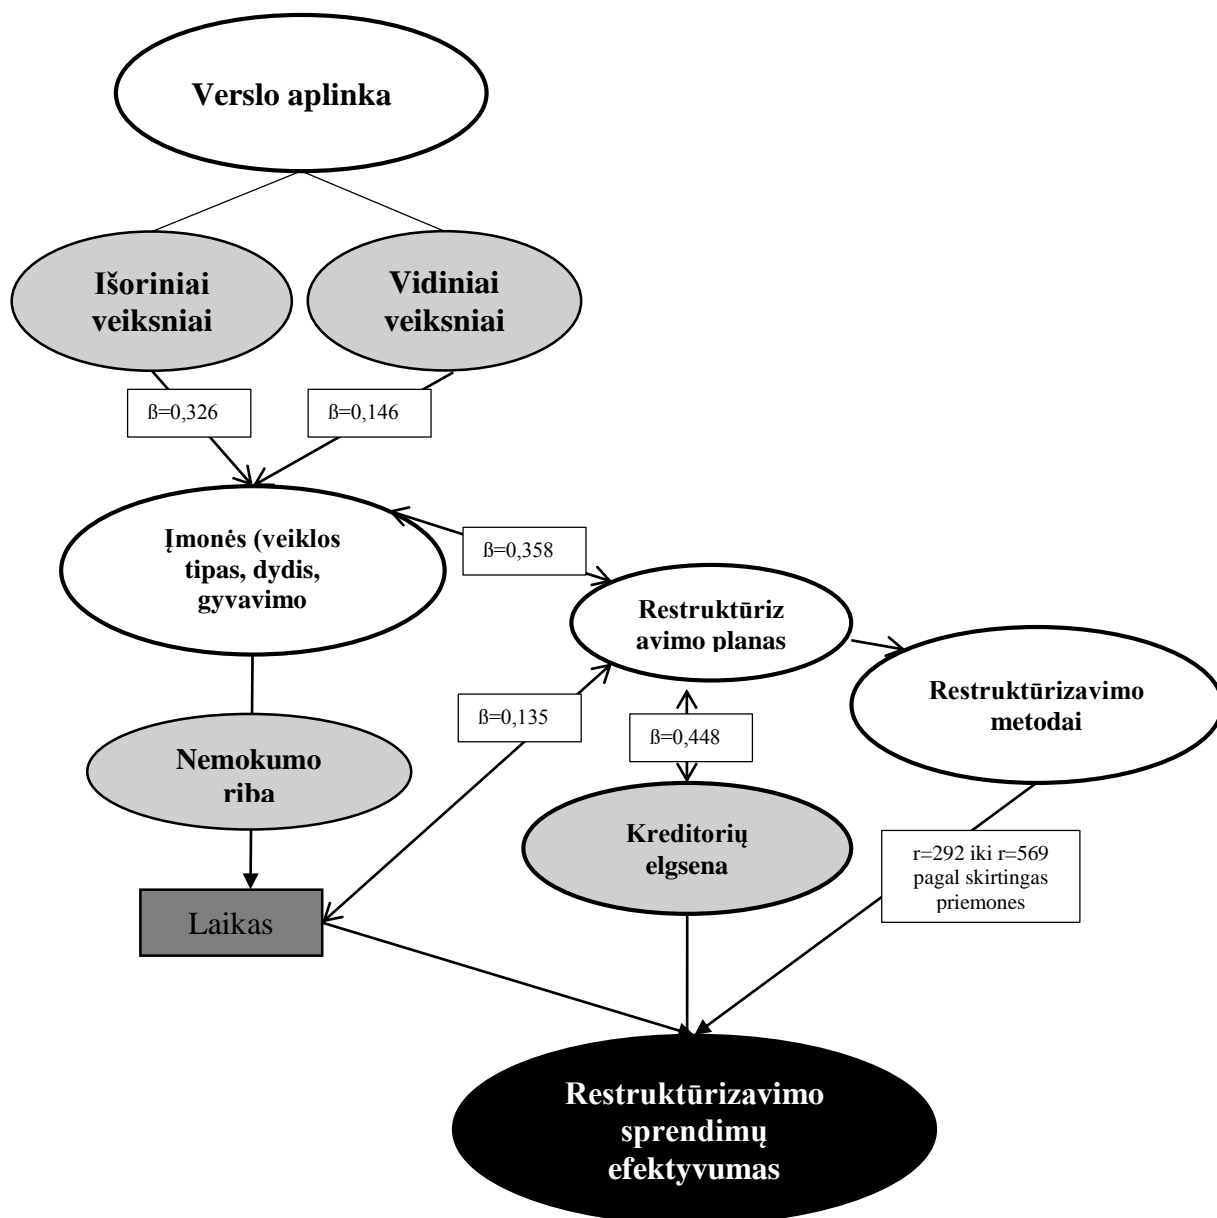 Verslo aplinka
Išoriniai
veiksniai
Vidiniai
veiksniai
ß=0,326
ß=0,146
Įmonės (veiklos
tipas, dydis,
gyvavimo
ß=0,358
Restruktūriz
avimo planas
Restruktūrizavimo
metodai
ß=0,135
ß=0,448
Nemokumo
riba
Kreditorių
elgsena
r=292 iki r=569
pagal skirtingas
priemones
Laikas
Restruktūrizavimo
sprendimų
efektyvumas